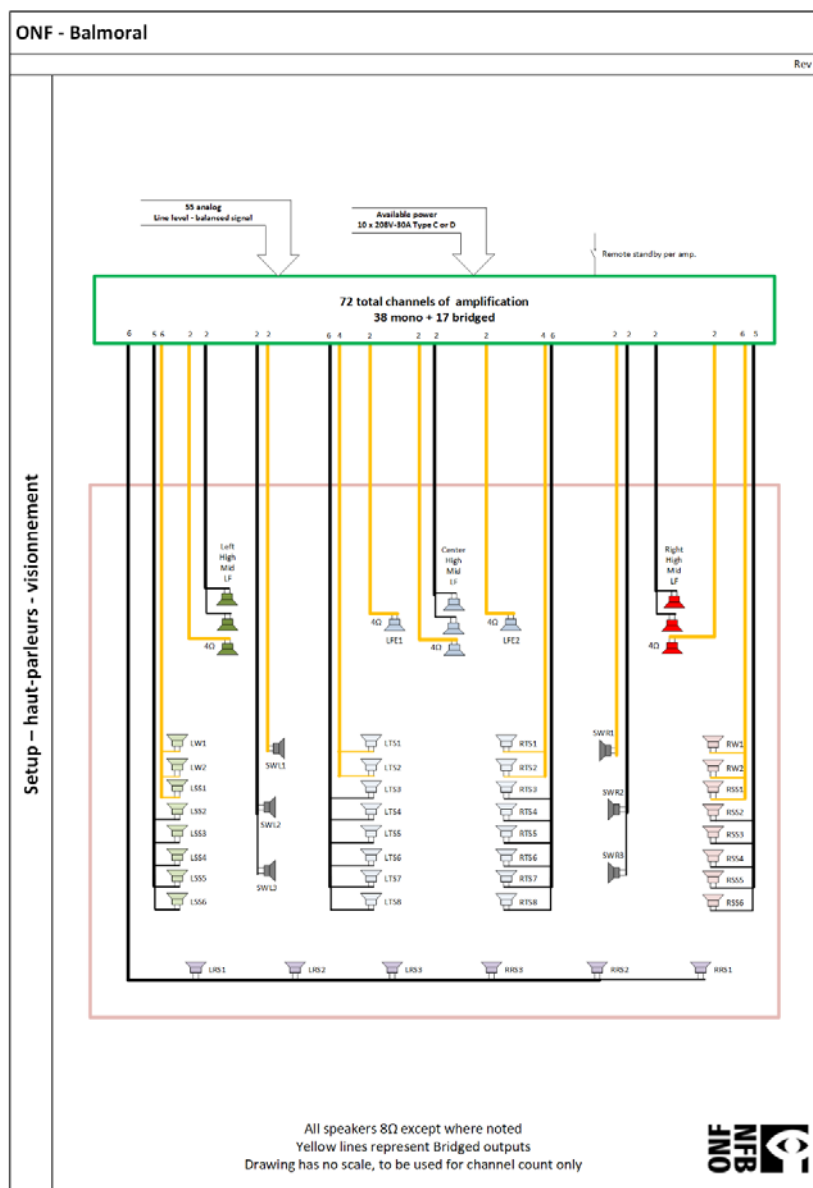 ONF - Balmoral
Rev
Setup – haut-parleurs - visionnement
55 analog
Line level - balanced signal
Available power
10 x 208V-30A Type C or D
Remote standby per amp.
72 total channels of amplification
38 mono + 17 bridged
6 5 6 2 2 2 2 6 4 2 2 2 2 4 6 2 2 2 2 6 5
Left
High
Mid
LF
Center
High
Mid
LF
Right
High
Mid
LF
4Ω LFE1 4Ω LFE2
4Ω 4Ω 4Ω
LW1 SWL1 LTS1 RTS1 SWR1 RW1
LW2 LTS2 RTS2 RW2
LSS1 LTS3 RTS3 SWR2 RSS1
LSS2 SWL2 LTS4 RTS4 RSS2
LSS3 LTS5 RTS5 RSS3
LSS4 LTS6 RTS6 SWR3 RSS4
LSS5 SWL3 LTS7 RTS7 RSS5
LSS6 LTS8 RTS8 RSS6
LRS1 LRS2 LRS3 RRS3 RRS2 RRS1
All speakers 8Ω except where noted
Yellow lines represent Bridged outputs
Drawing has no scale, to be used for channel count only
ONF
NFB